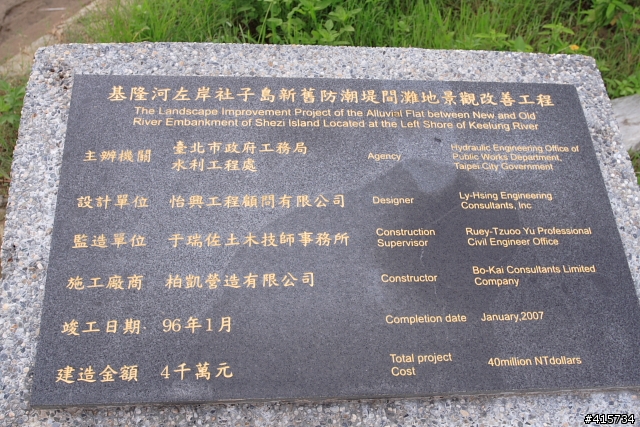 基隆河左岸社子島新舊防潮堤間灘地景觀改善工程
The Landscape Improvement Project of the Alluvial Flat between New and Old
River Embankment of Shezi island Located at the Left Shore of Keelung River
主辦機關 臺北市政府工務局 水利工程處
Agency Hydraulic Engineering Office of
Public Works Department,
Taipei City Government
設計單位 怡興工程顧問有限公司 Designer Ly-Hsing Engineering
Consultants, Inc
監造單位 于瑞佐土木技師事務所 Construction Supervisor Ruey-Tzuoo Yu Professional
Civil Engineer Office
施工廠商 柏凱營造有限公司 Constructor Bo-Kai Consultants Limited
Company
竣工日期 96年1月 Completion date January,2007
建造金額 4千萬元 Total project Cost 40million NTdollars
#415734